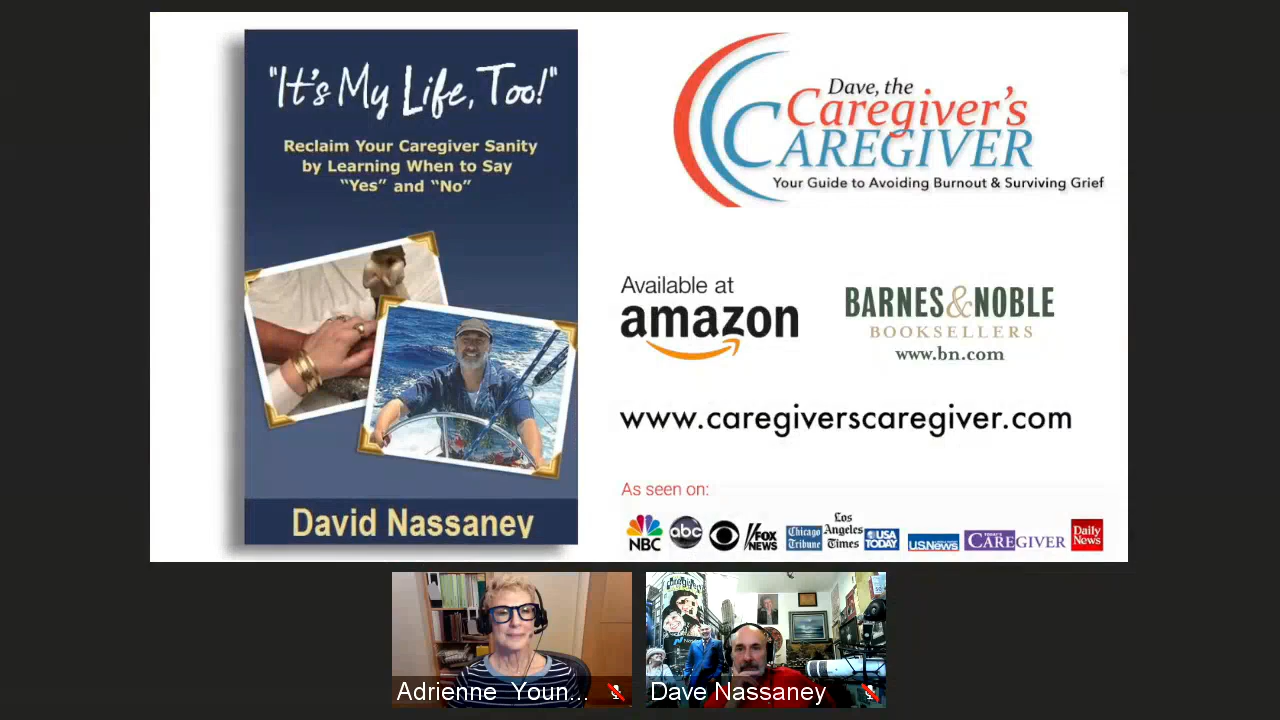 "It's My Life, Too!"
Reclaim Your Caregiver Sanity
by Learning When to Say
"Yes" and "No"
David Nassaney
Dave, the
Caregiver's
CAREGIVER
Your Guide to Avoiding Burnout & Surviving Grief
Available at
amazon
BARNES&NOBLE
BOOKSELLERS
www.bn.com
www.caregiverscaregiver.com
As seen on:
NBC
abc
FOX
NEWS
Chicago
Tribune
Los
Angeles
Times
USA
TODAY
U.S.News
CAREGIVER
Daily
News
Adrienne Youn...
Dave Nassaney